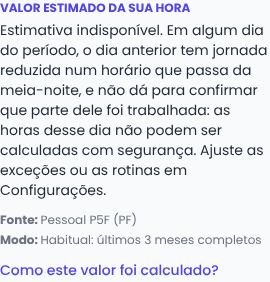 VALOR ESTIMADO DA SUA HORA
Estimativa indisponível. Em algum dia
do período, o dia anterior tem jornada
reduzida num horário que passa da
meia-noite, e não dá para confirmar
que parte dele foi trabalhada: as
horas desse dia não podem ser
calculadas com segurança. Ajuste as
exceções ou as rotinas em
Configurações.
Fonte: Pessoal P5F (PF)
Modo: Habitual: últimos 3 meses completos
Como este valor foi calculado?